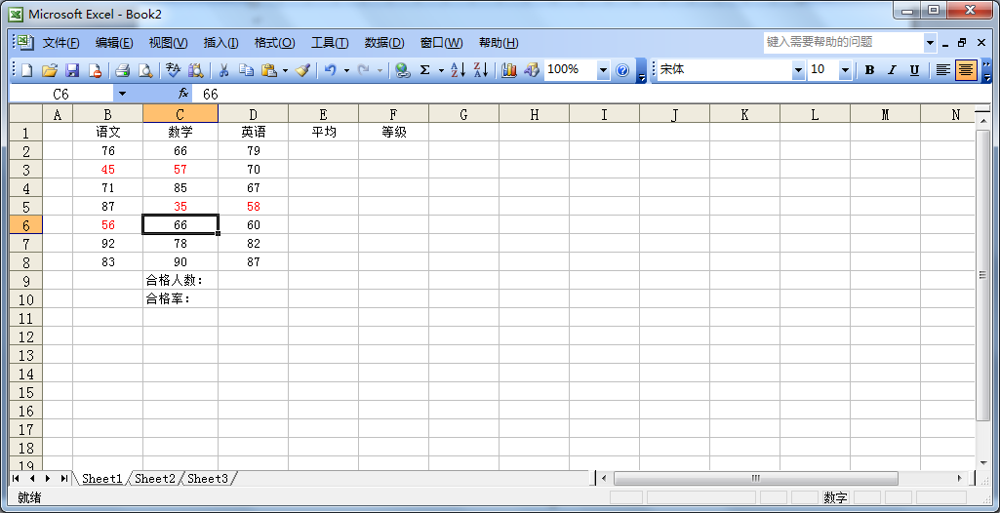 Microsoft Excel - Book2
文件(F) 编辑(E) 视图(V) 插入(I) 格式(O) 工具(T) 数据(D) 窗口(W) 帮助(H) 键入需要帮助的问题
Σ 100% 宋体 10 B I U
C6 fx 66
A B C D E F G H I J K L M N
1 语文 数学 英语 平均 等级
2 76 66 79
3 45 57 70
4 71 85 67
5 87 35 58
6 56 66 60
7 92 78 82
8 83 90 87
9 合格人数：
10 合格率：
11
12
13
14
15
16
17
18
19
Sheet1 Sheet2 Sheet3
就绪 数字